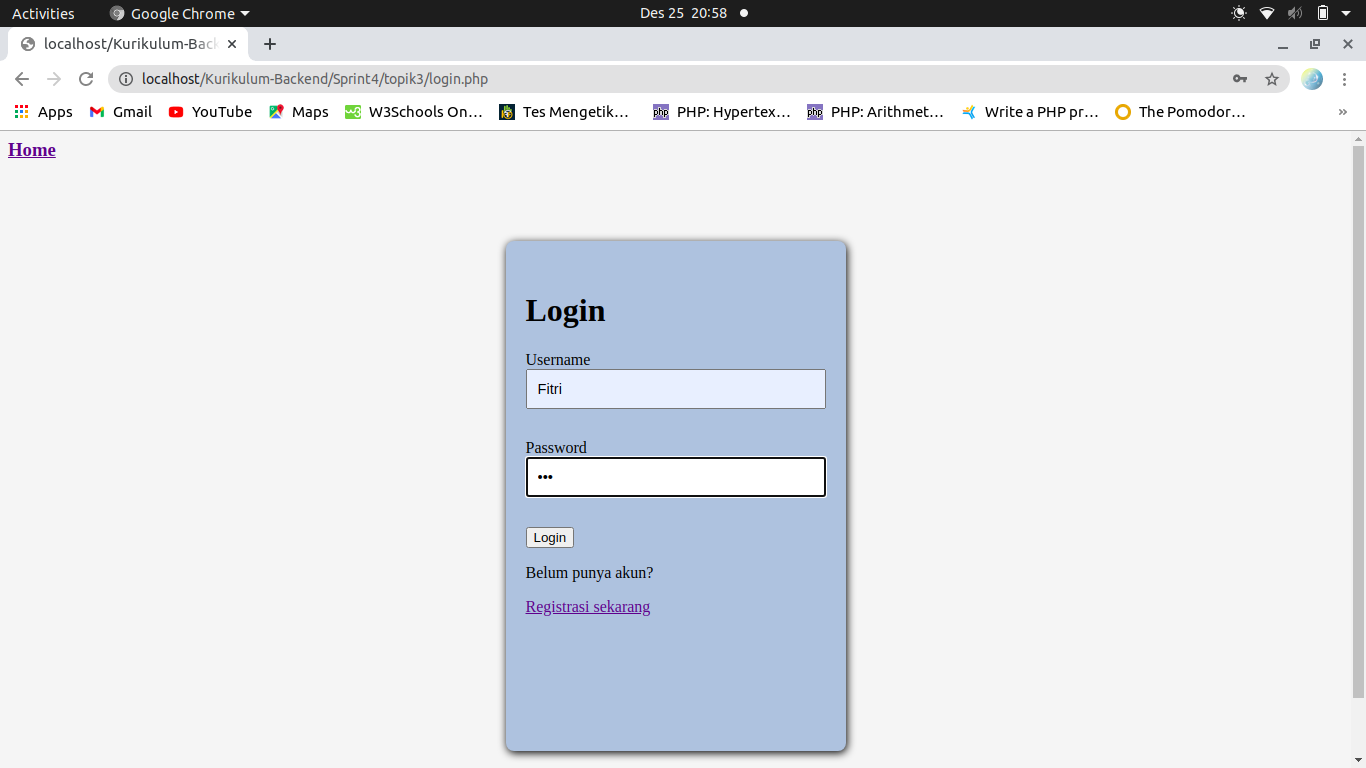 Activities Google Chrome Des 25 20:58
localhost/Kurikulum-Back
localhost/Kurikulum-Backend/Sprint4/topik3/login.php
Apps Gmail YouTube Maps W3Schools On… Tes Mengetik… PHP: Hypertex… PHP: Arithmet… Write a PHP pr… The Pomodor… »
Home
Login
Username
Fitri
Password
•••
Login
Belum punya akun?
Registrasi sekarang